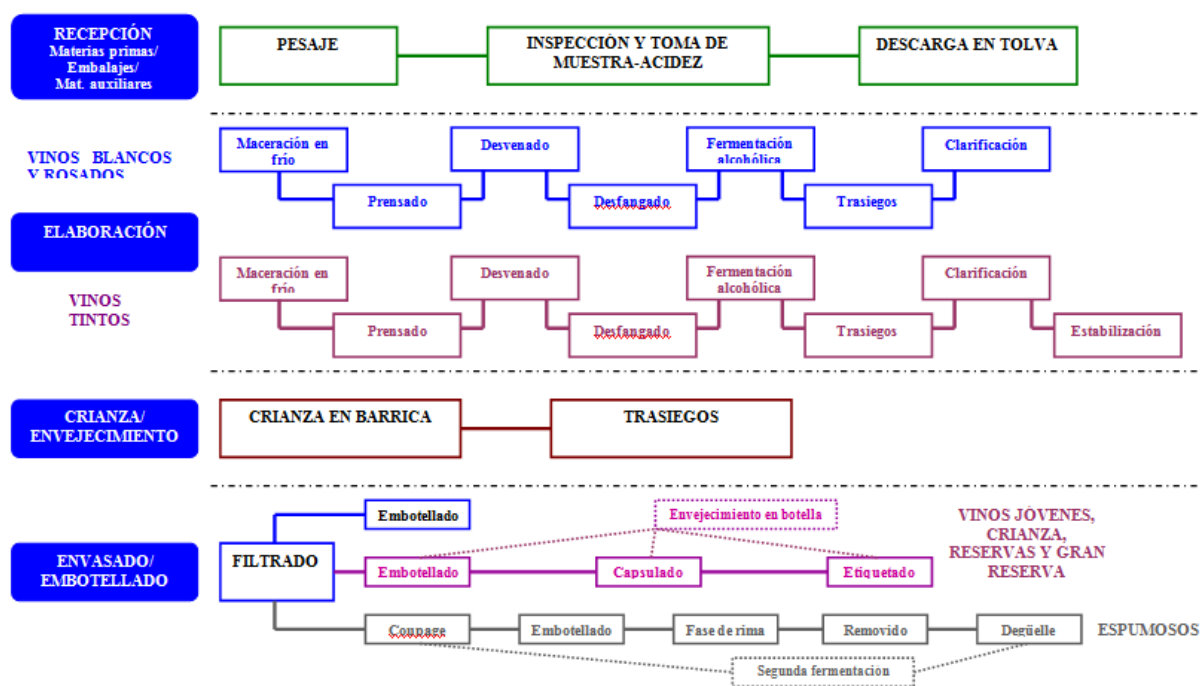 RECEPCIÓN
Materias primas/
Embalajes/
Mat. auxiliares
PESAJE
INSPECCIÓN Y TOMA DE
MUESTRA-ACIDEZ
DESCARGA EN TOLVA
VINOS BLANCOS
Y ROSADOS
Maceración en
frío
Prensado
Desvenado
Desfangado
Fermentación
alcohólica
Trasiegos
Clarificación
ELABORACIÓN
VINOS
TINTOS
Maceración en
frío
Prensado
Desvenado
Desfangado
Fermentación
alcohólica
Trasiegos
Clarificación
Estabilización
CRIANZA/
ENVEJECIMIENTO
CRIANZA EN BARRICA
TRASIEGOS
ENVASADO/
EMBOTELLADO
FILTRADO
Embotellado
Envejecimiento en botella
Embotellado
Capsulado
Etiquetado
VINOS JÓVENES,
CRIANZA,
RESERVAS Y GRAN
RESERVA
Coupage
Embotellado
Fase de rima
Removido
Degüelle
ESPUMOSOS
Segunda fermentación